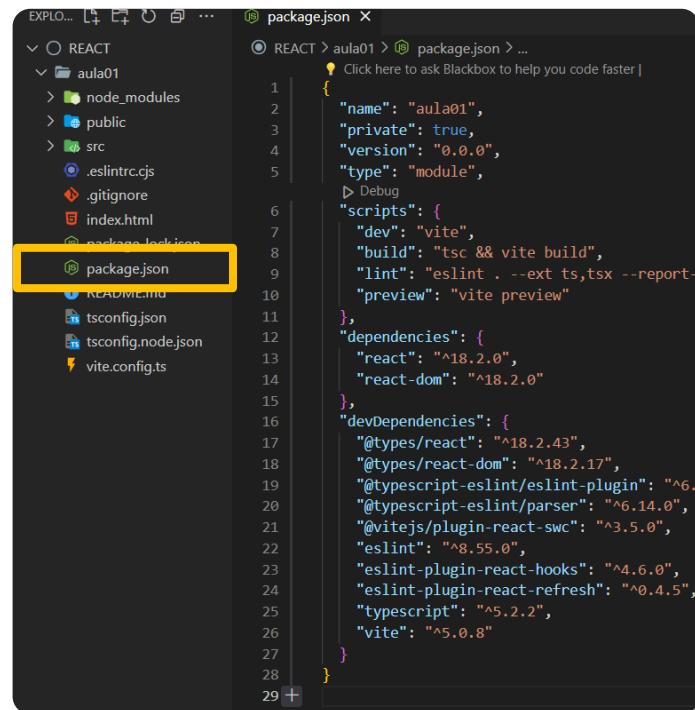 EXPLO...
REACT
aula01
node_modules
public
src
.eslintrc.cjs
.gitignore
index.html
package-lock.json
package.json
README.md
tsconfig.json
tsconfig.node.json
vite.config.ts
package.json
REACT > aula01 > package.json > ...
Click here to ask Blackbox to help you code faster |
1 {
2 "name": "aula01",
3 "private": true,
4 "version": "0.0.0",
5 "type": "module",
Debug
6 "scripts": {
7 "dev": "vite",
8 "build": "tsc && vite build",
9 "lint": "eslint . --ext ts,tsx --report-
10 "preview": "vite preview"
11 },
12 "dependencies": {
13 "react": "^18.2.0",
14 "react-dom": "^18.2.0"
15 },
16 "devDependencies": {
17 "@types/react": "^18.2.43",
18 "@types/react-dom": "^18.2.17",
19 "@typescript-eslint/eslint-plugin": "^6.
20 "@typescript-eslint/parser": "^6.14.0",
21 "@vitejs/plugin-react-swc": "^3.5.0",
22 "eslint": "^8.55.0",
23 "eslint-plugin-react-hooks": "^4.6.0",
24 "eslint-plugin-react-refresh": "^0.4.5",
25 "typescript": "^5.2.2",
26 "vite": "^5.0.8"
27 }
28 }
29